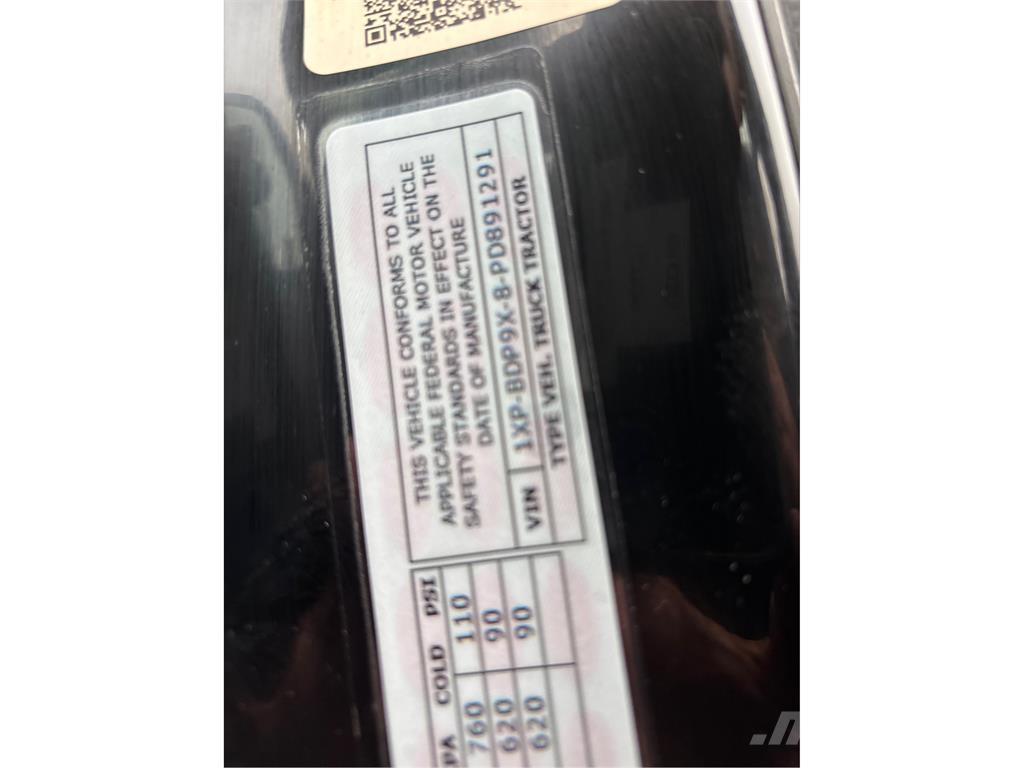 THIS VEHICLE CONFORMS TO ALL
APPLICABLE FEDERAL MOTOR VEHICLE
SAFETY STANDARDS IN EFFECT ON THE
DATE OF MANUFACTURE
VIN 1XP-BDP9X-8-PD891291
TYPE VEH. TRUCK TRACTOR
PA COLD PSI
760 110
620 90
620 90